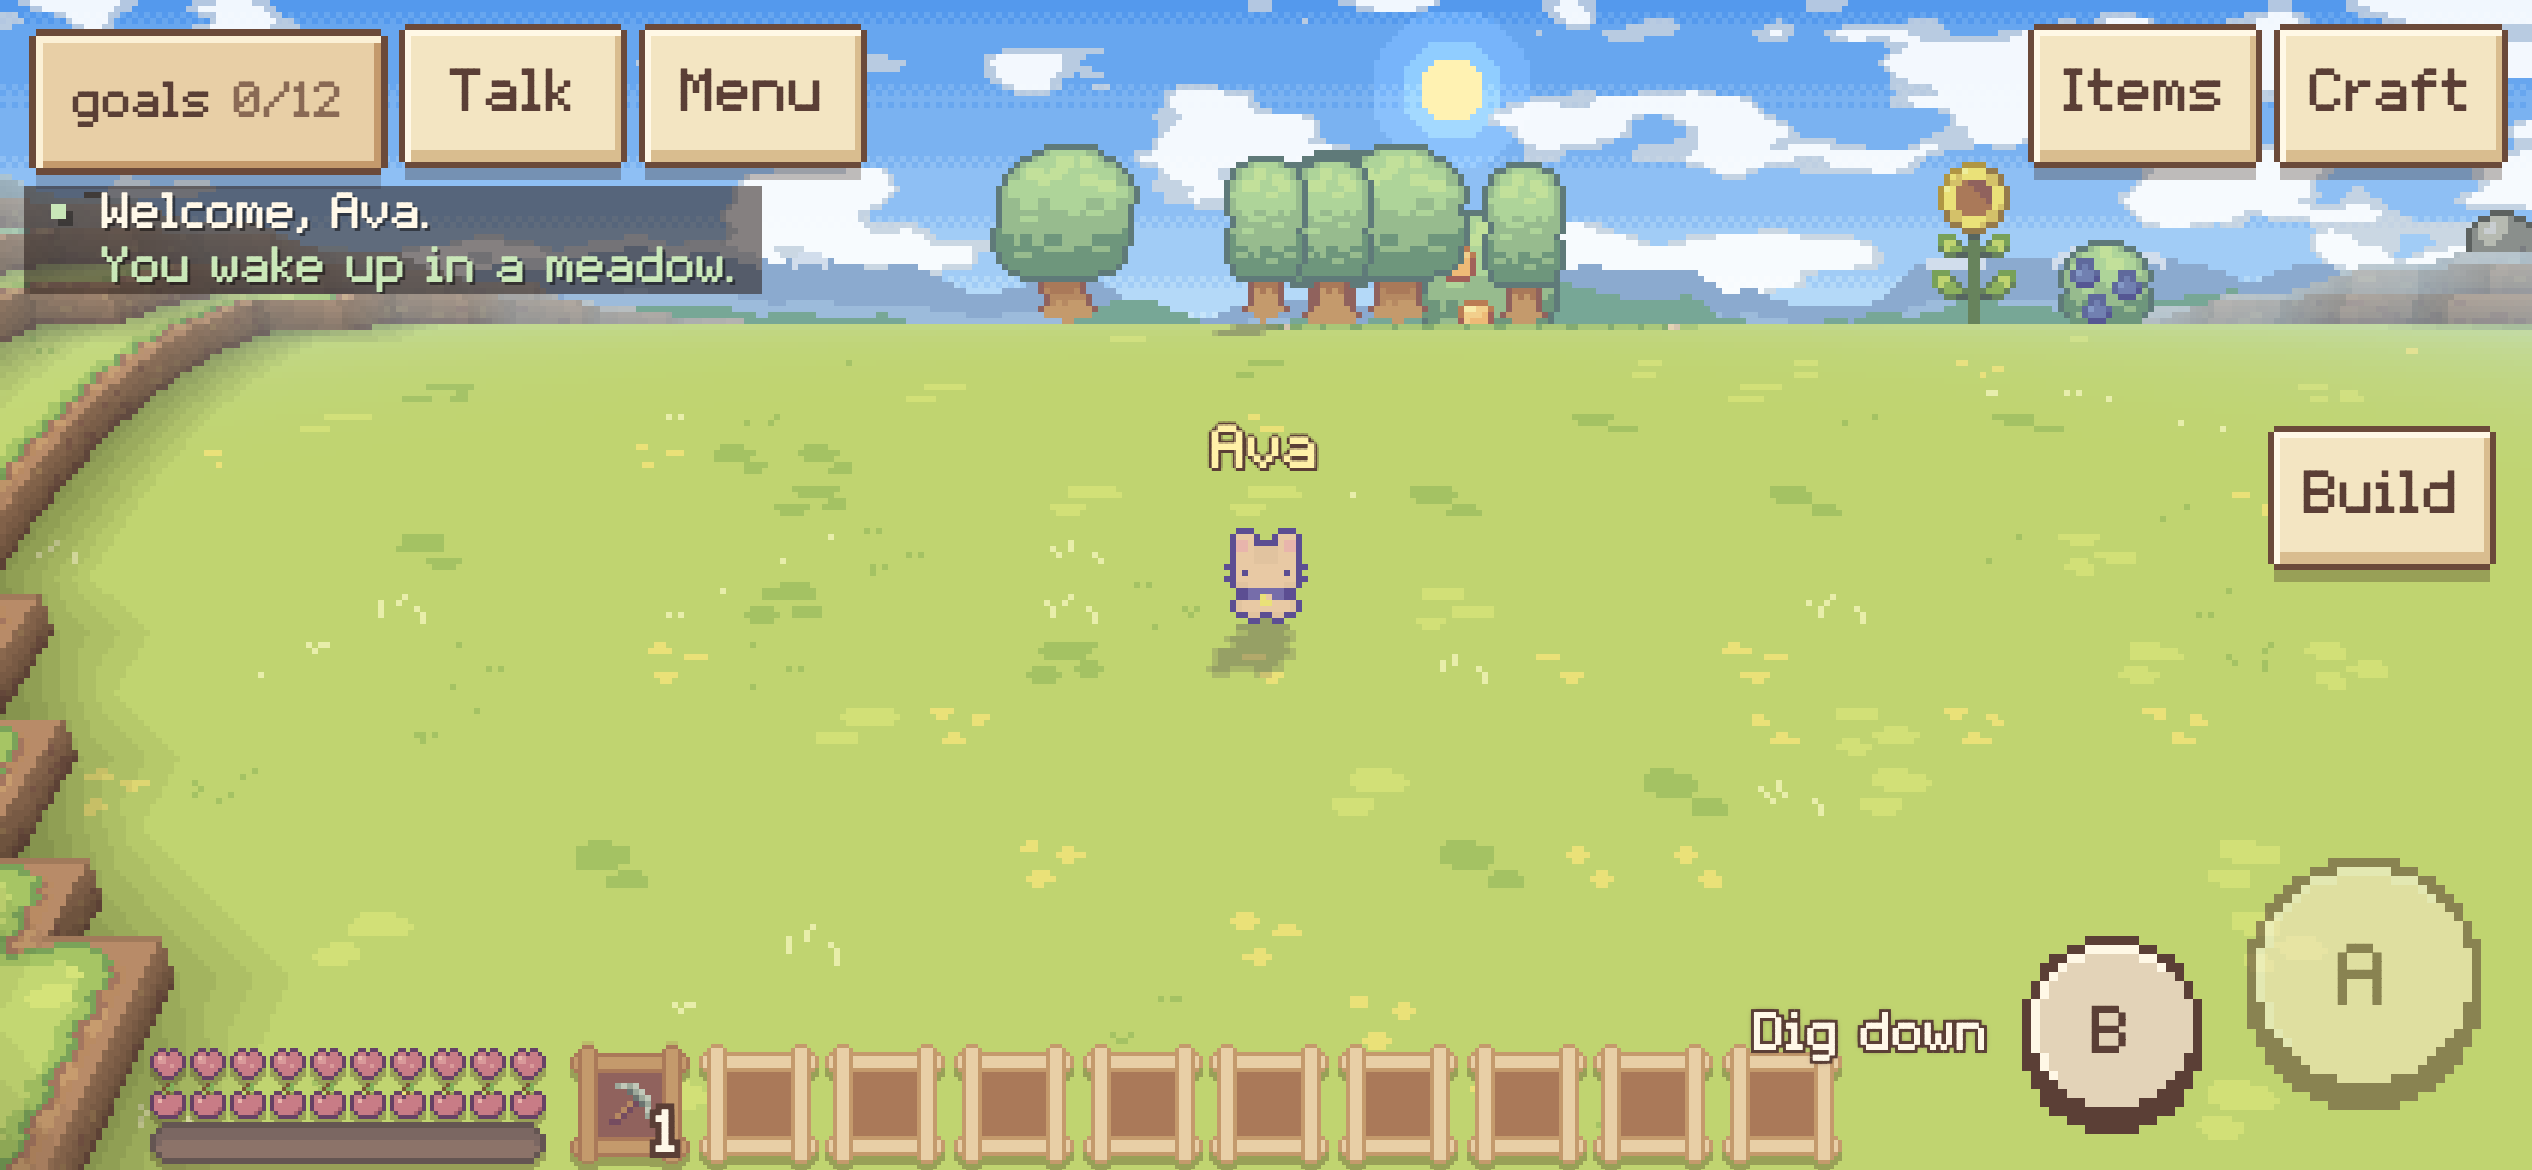 goals 0/12
Talk
Menu
Items
Craft
Welcome, Ava.
You wake up in a meadow.
Ava
Build
A
B
Dig down
1